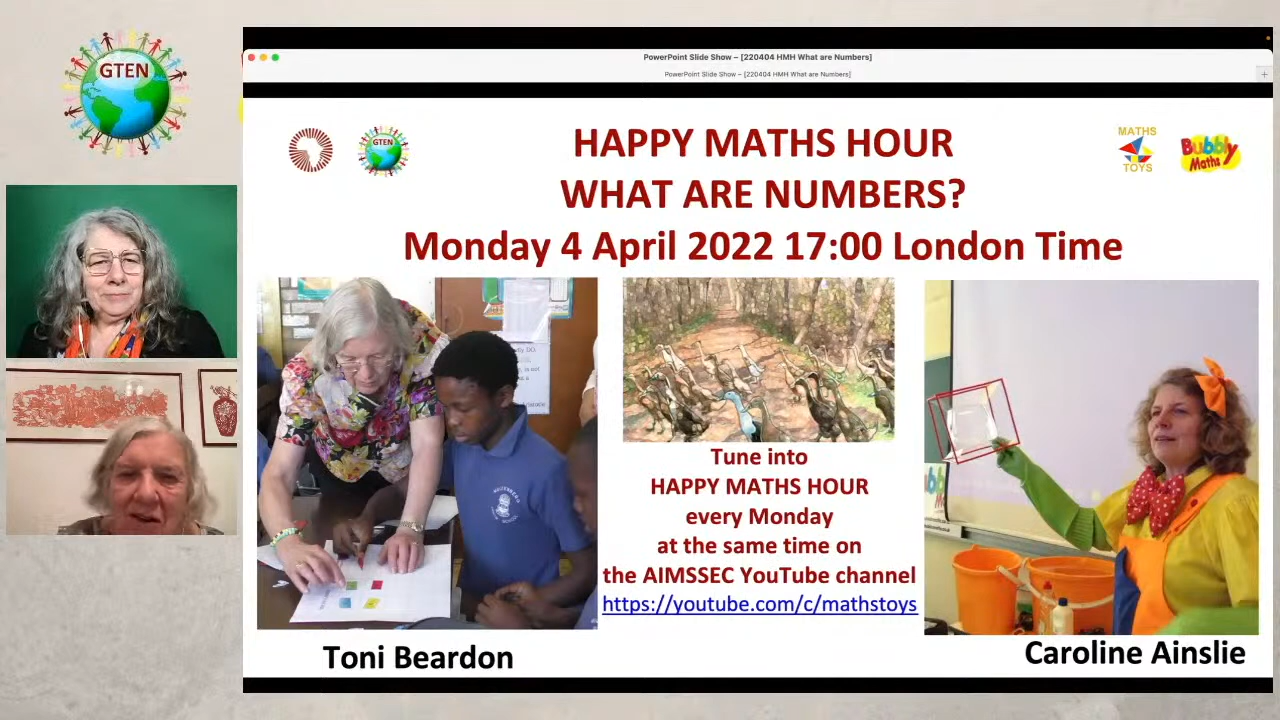 GTEN
PowerPoint Slide Show – [220404 HMH What are Numbers]
PowerPoint Slide Show – [220404 HMH What are Numbers]
GTEN
HAPPY MATHS HOUR
WHAT ARE NUMBERS?
Monday 4 April 2022 17:00 London Time
MATHS
TOYS
Bubbly
Maths
Tune into
HAPPY MATHS HOUR
every Monday
at the same time on
the AIMSSEC YouTube channel
https://youtube.com/c/mathstoys
Toni Beardon
Caroline Ainslie